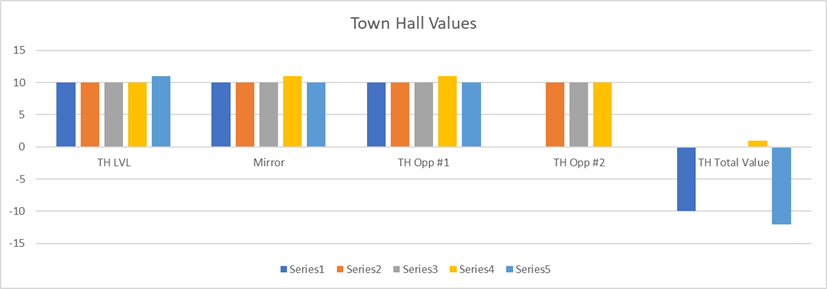 Town Hall Values
15
10
5
0
-5
-10
-15
TH LVL Mirror TH Opp #1 TH Opp #2 TH Total Value
Series1 Series2 Series3 Series4 Series5